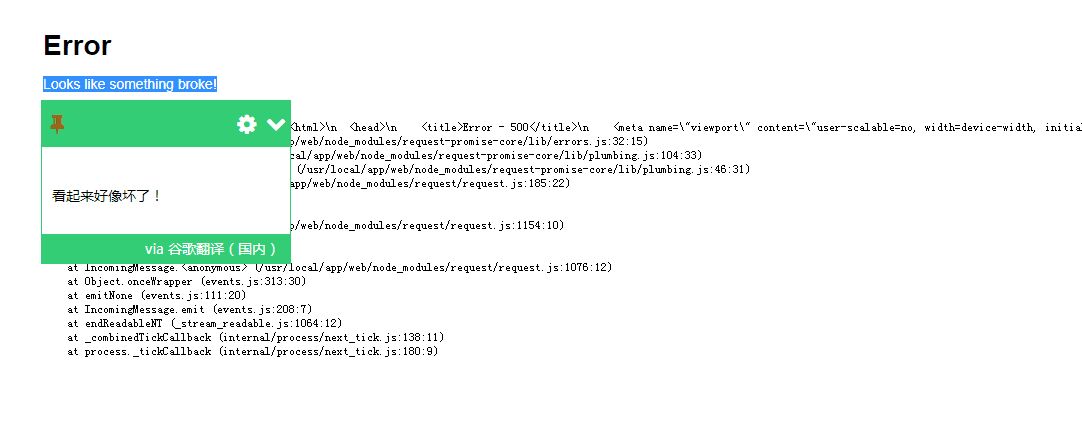 Error
Looks like something broke!
<html>\n  <head>\n    <title>Error - 500</title>\n    <meta name=\"viewport\" content=\"user-scalable=no, width=device-width, initial
pp/web/node_modules/request-promise-core/lib/errors.js:32:15)
cal/app/web/node_modules/request-promise-core/lib/plumbing.js:104:33)
(/usr/local/app/web/node_modules/request-promise-core/lib/plumbing.js:46:31)
app/web/node_modules/request/request.js:185:22)
看起来好像坏了！
pp/web/node_modules/request/request.js:1154:10)
via 谷歌翻译（国内）
at IncomingMessage.<anonymous> (/usr/local/app/web/node_modules/request/request.js:1076:12)
at Object.onceWrapper (events.js:313:30)
at emitNone (events.js:111:20)
at IncomingMessage.emit (events.js:208:7)
at endReadableNT (_stream_readable.js:1064:12)
at _combinedTickCallback (internal/process/next_tick.js:138:11)
at process._tickCallback (internal/process/next_tick.js:180:9)